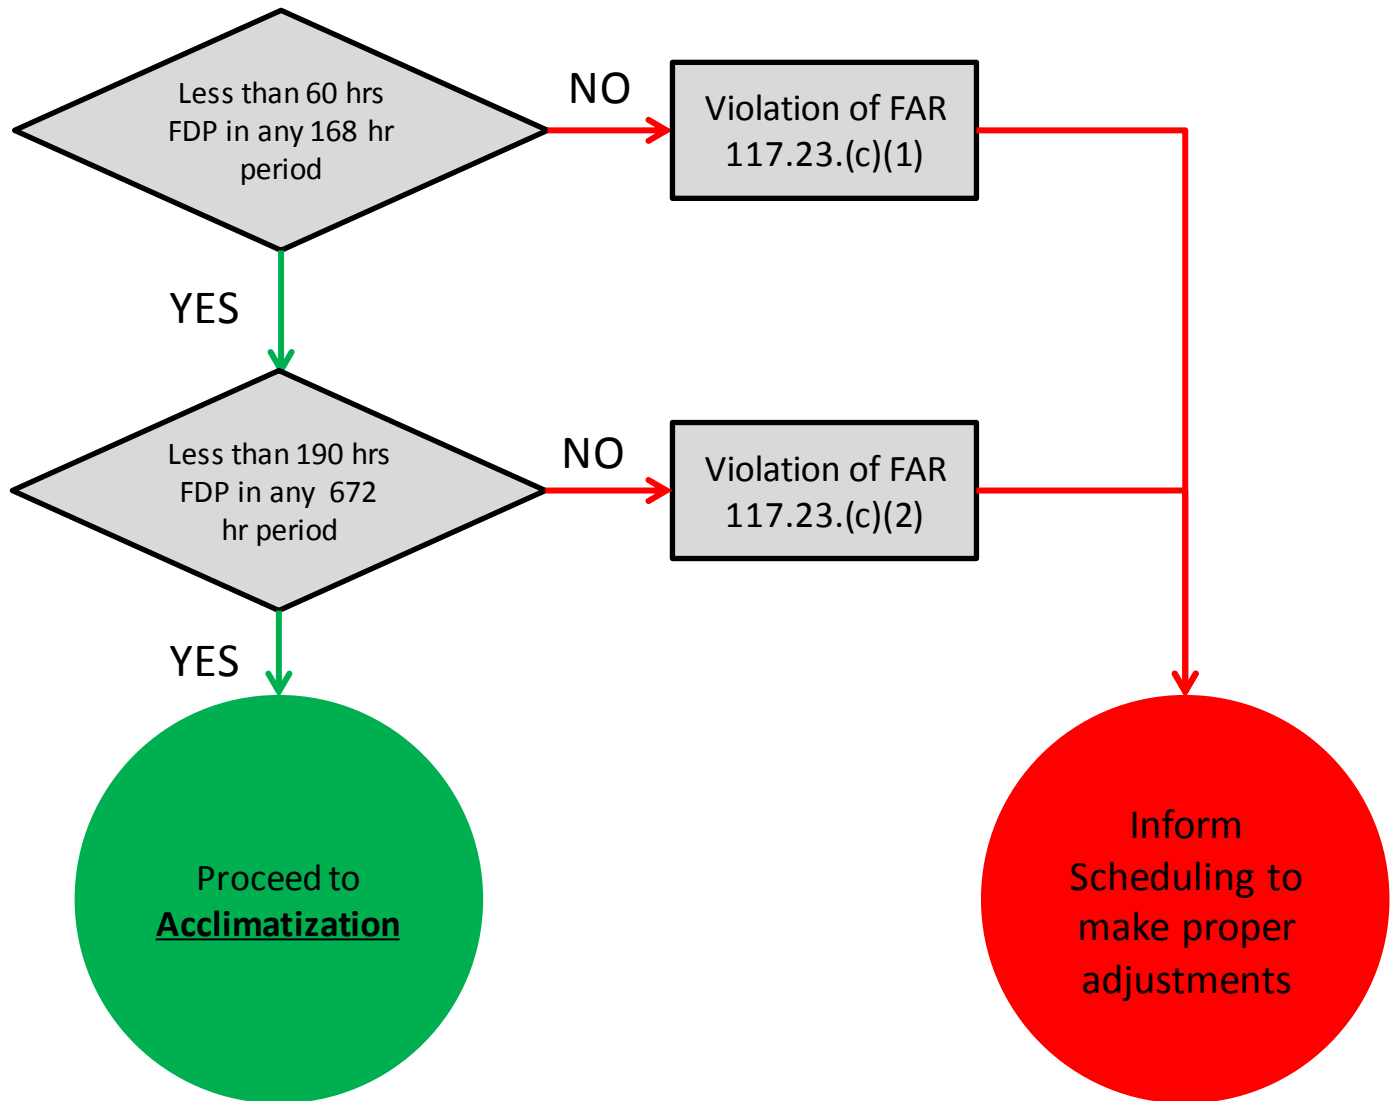 Less than 60 hrs
FDP in any 168 hr
period
NO
Violation of FAR
117.23.(c)(1)
YES
Less than 190 hrs
FDP in any 672
hr period
NO
Violation of FAR
117.23.(c)(2)
YES
Proceed to
Acclimatization
Inform
Scheduling to
make proper
adjustments